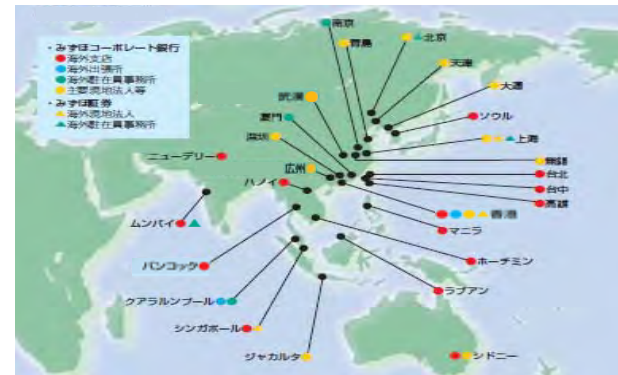 ・みずほコーポレート銀行
海外支店
海外出張所
海外駐在員事務所
主要現地法人等
・みずほ証券
海外現地法人
海外駐在員事務所
南京
青島
北京
天津
大連
武漢
ソウル
厦門
上海
深圳
無錫
ニューデリー
広州
台北
ハノイ
台中
高雄
香港
ムンバイ
マニラ
バンコック
ホーチミン
ラブアン
クアラルンプール
シンガポール
ジャカルタ
シドニー